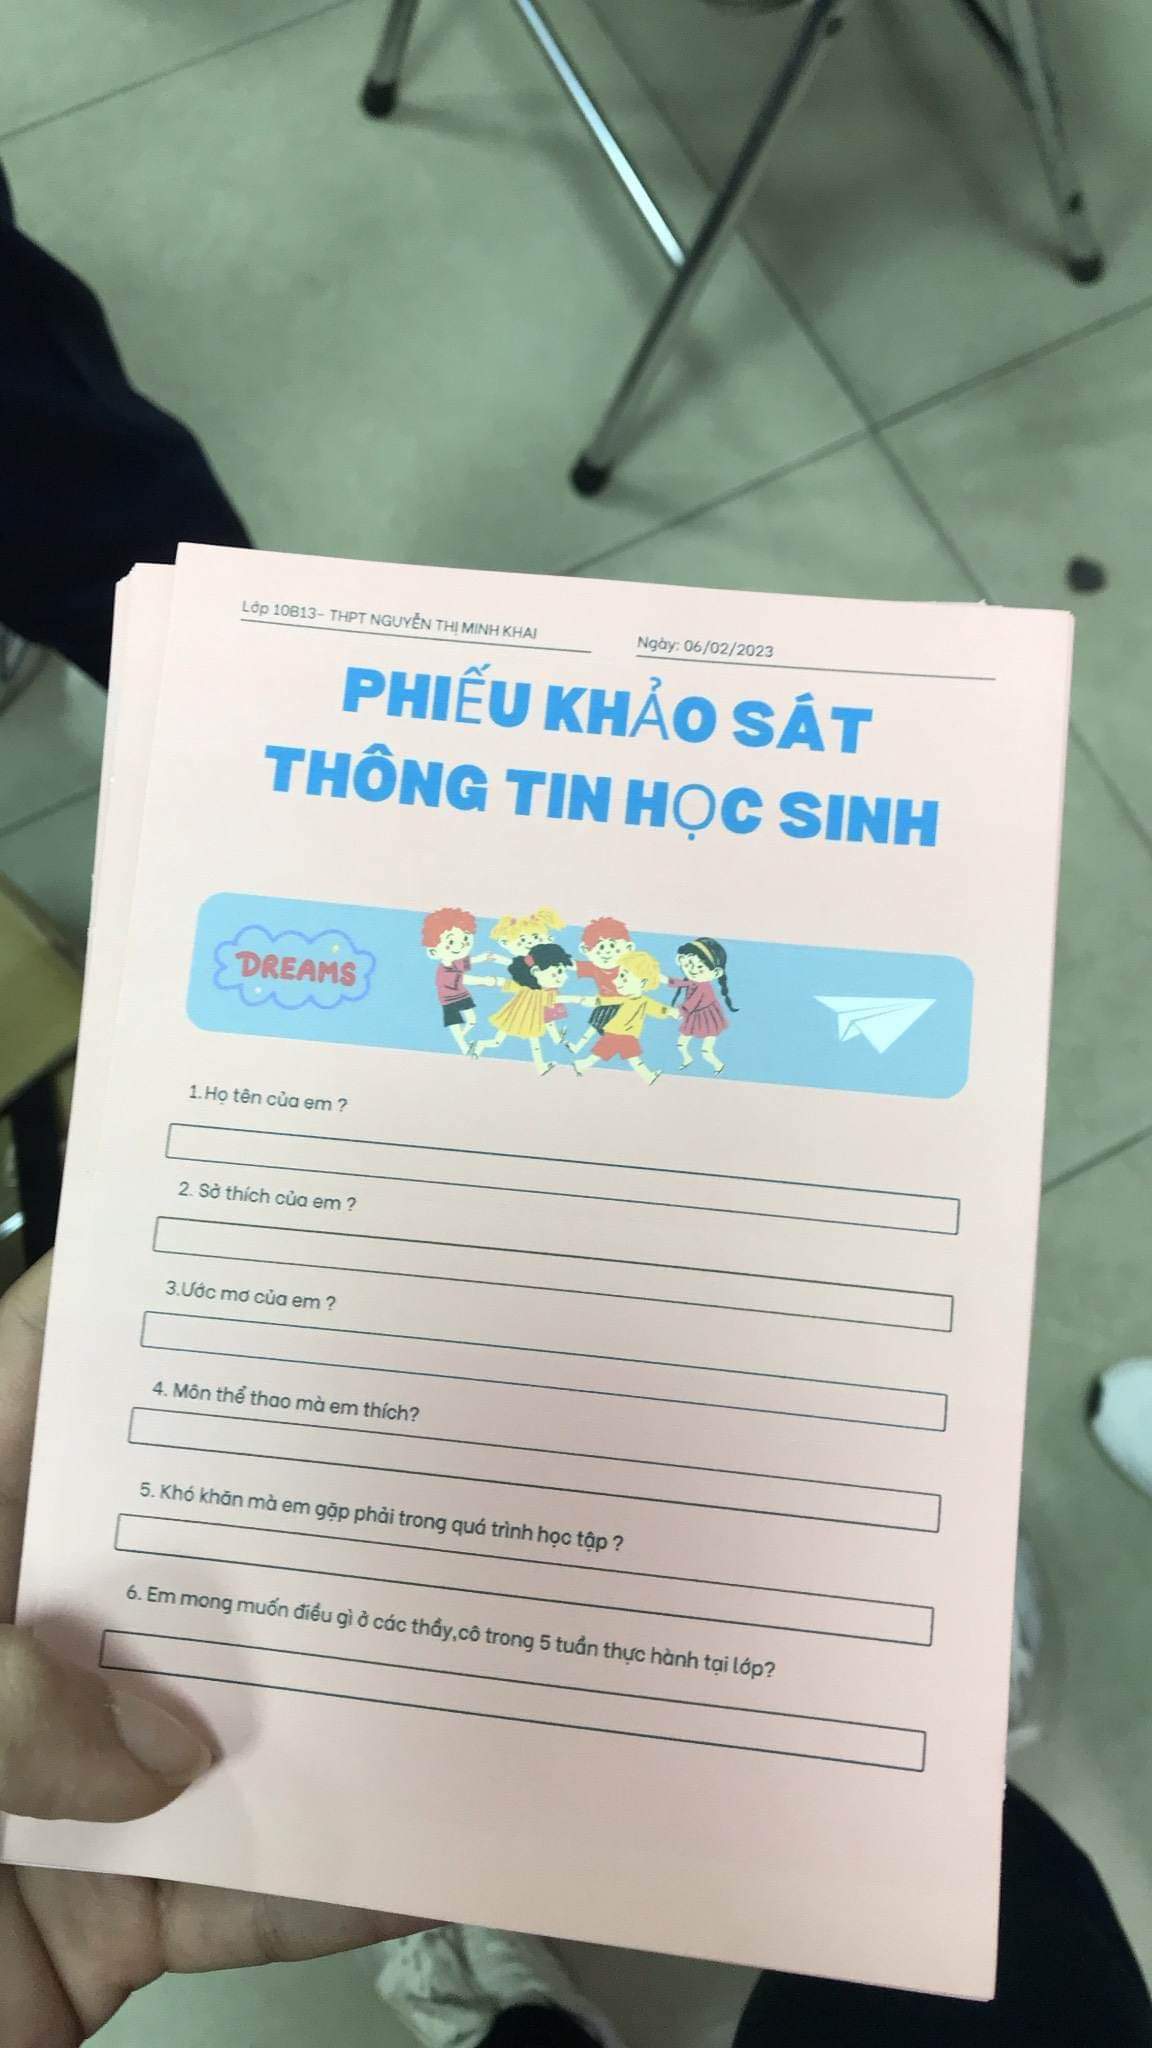 Lớp 10B13- THPT NGUYỄN THỊ MINH KHAI
Ngày: 06/02/2023
PHIẾU KHẢO SÁT
THÔNG TIN HỌC SINH
DREAMS
1.Họ tên của em ?
2. Sở thích của em ?
3.Ước mơ của em ?
4. Môn thể thao mà em thích?
5. Khó khăn mà em gặp phải trong quá trình học tập ?
6. Em mong muốn điều gì ở các thầy,cô trong 5 tuần thực hành tại lớp?